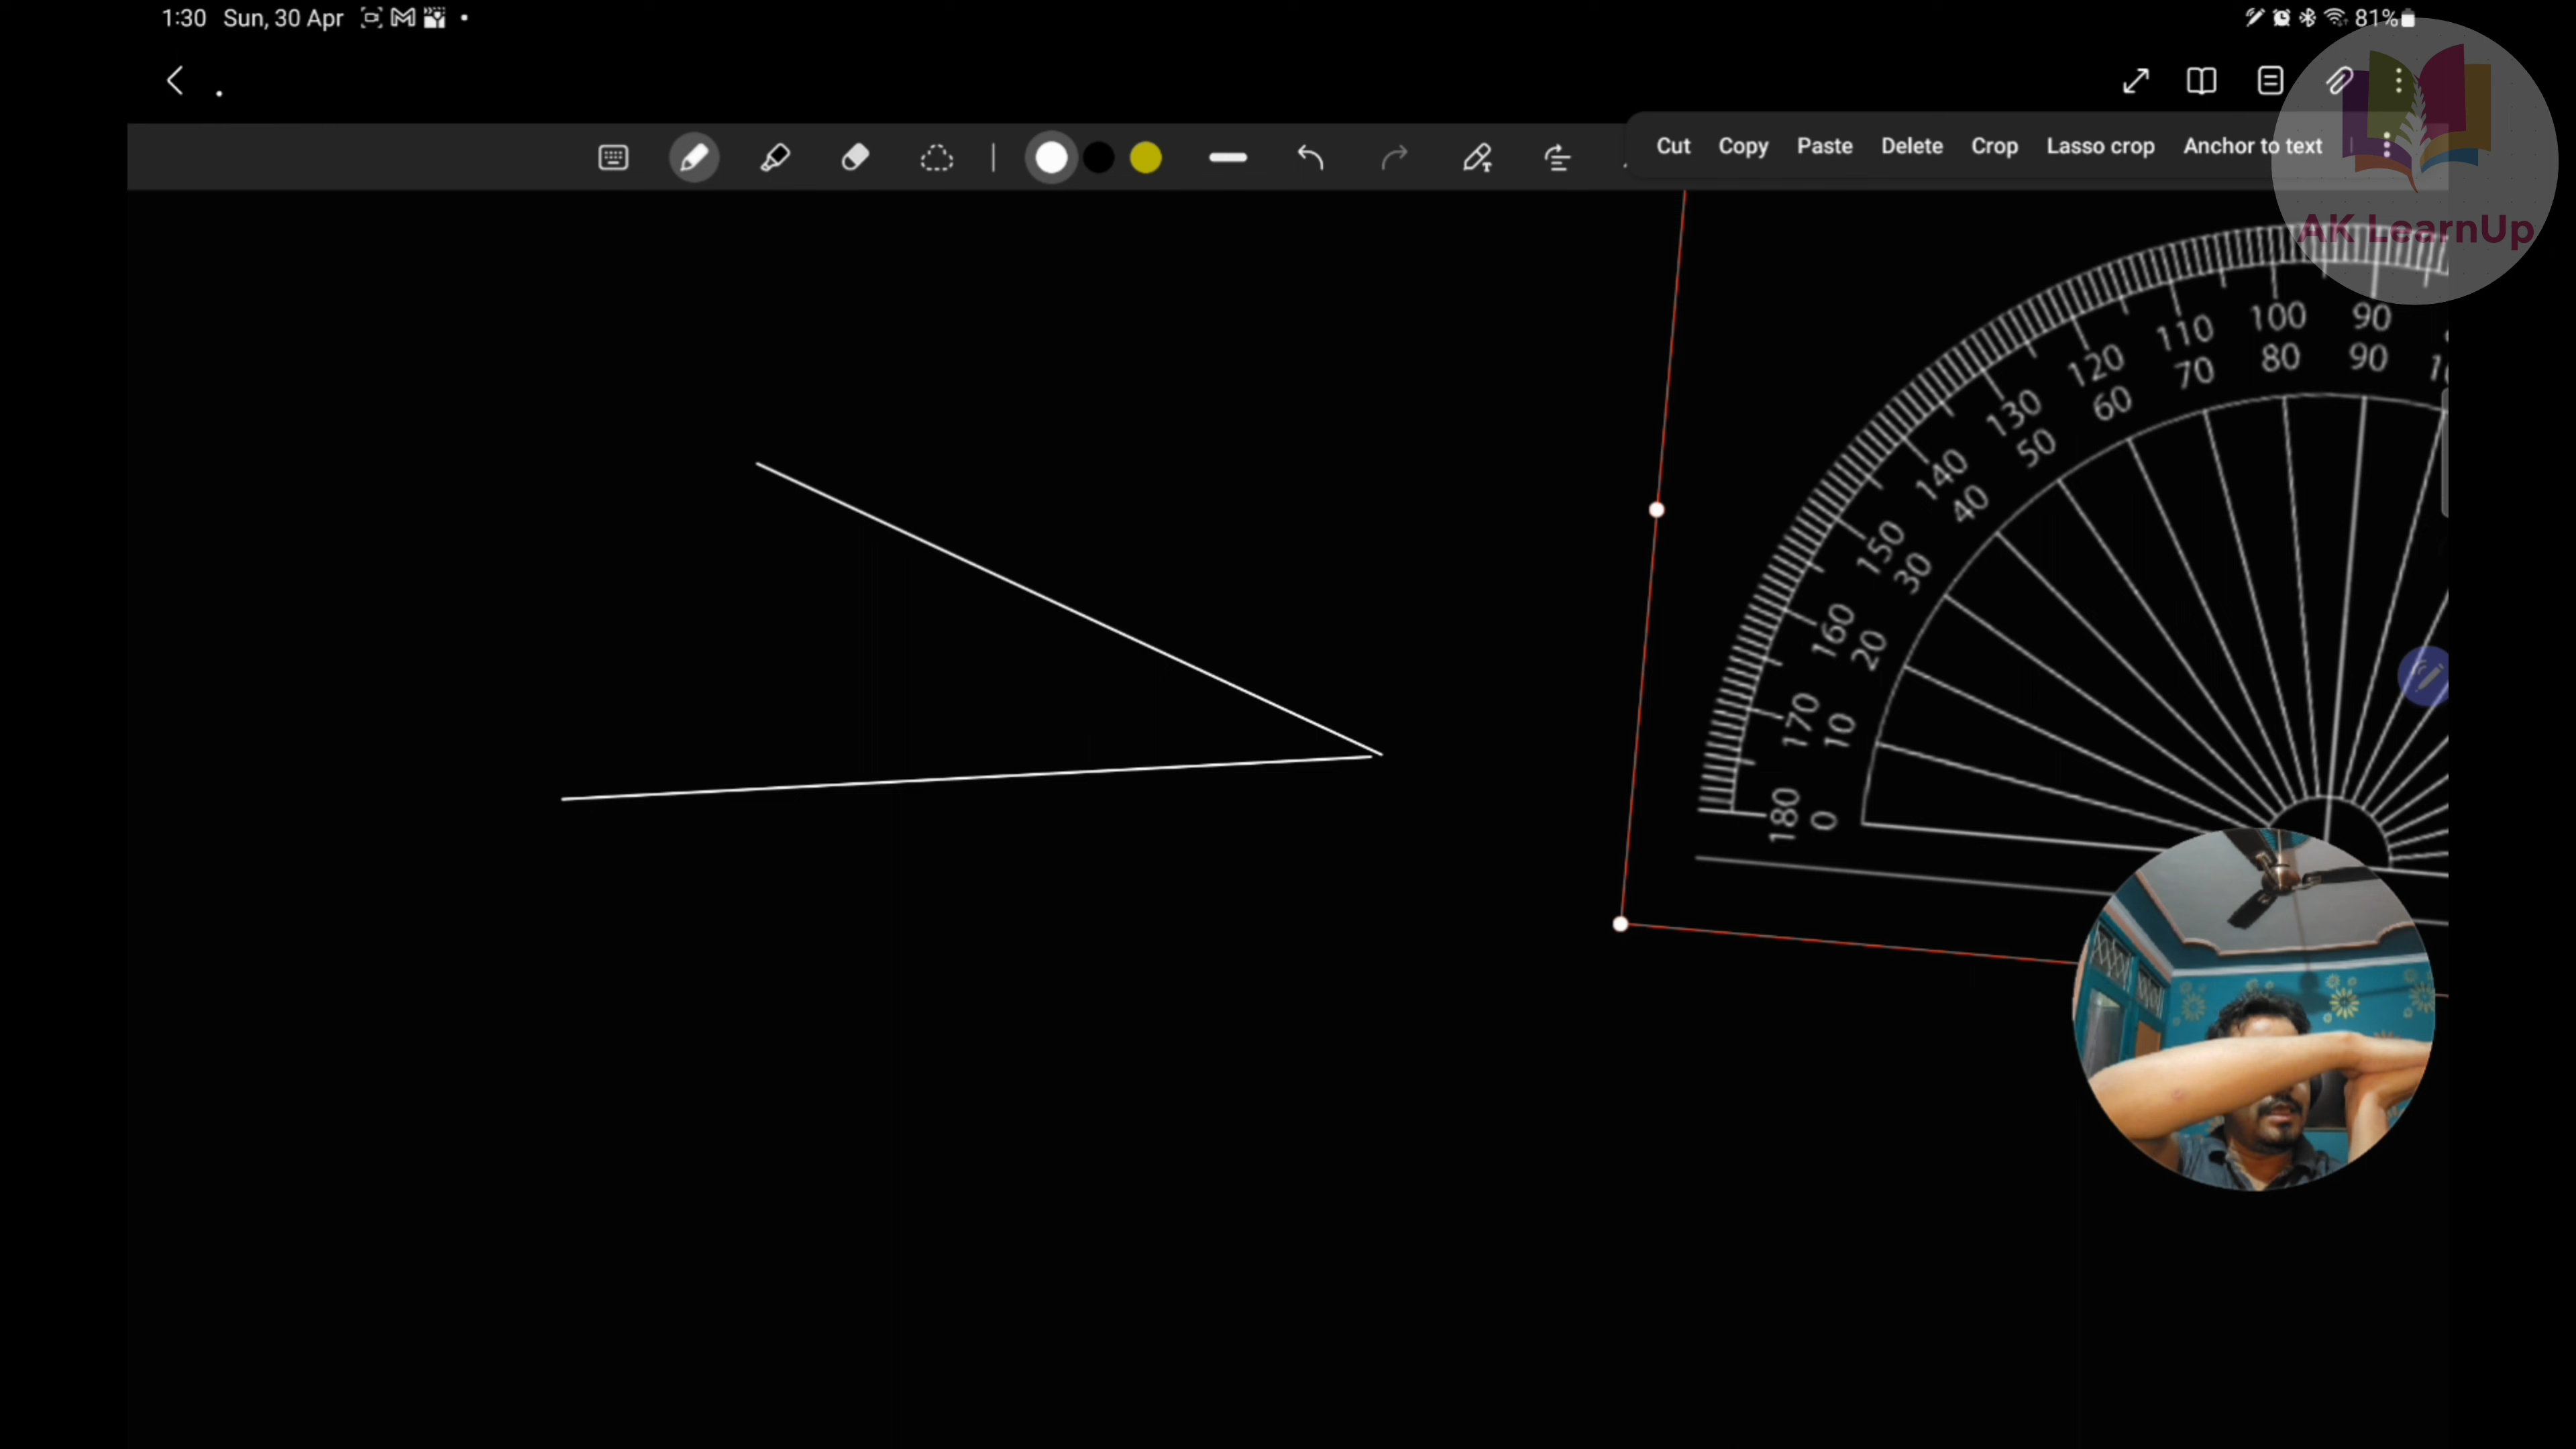 1:30 Sun, 30 Apr
81%
Cut Copy Paste Delete Crop Lasso crop Anchor to text
AK LearnUp
180 170 160 150 140 130 120 110 100 90
0 10 20 30 40 50 60 70 80 90